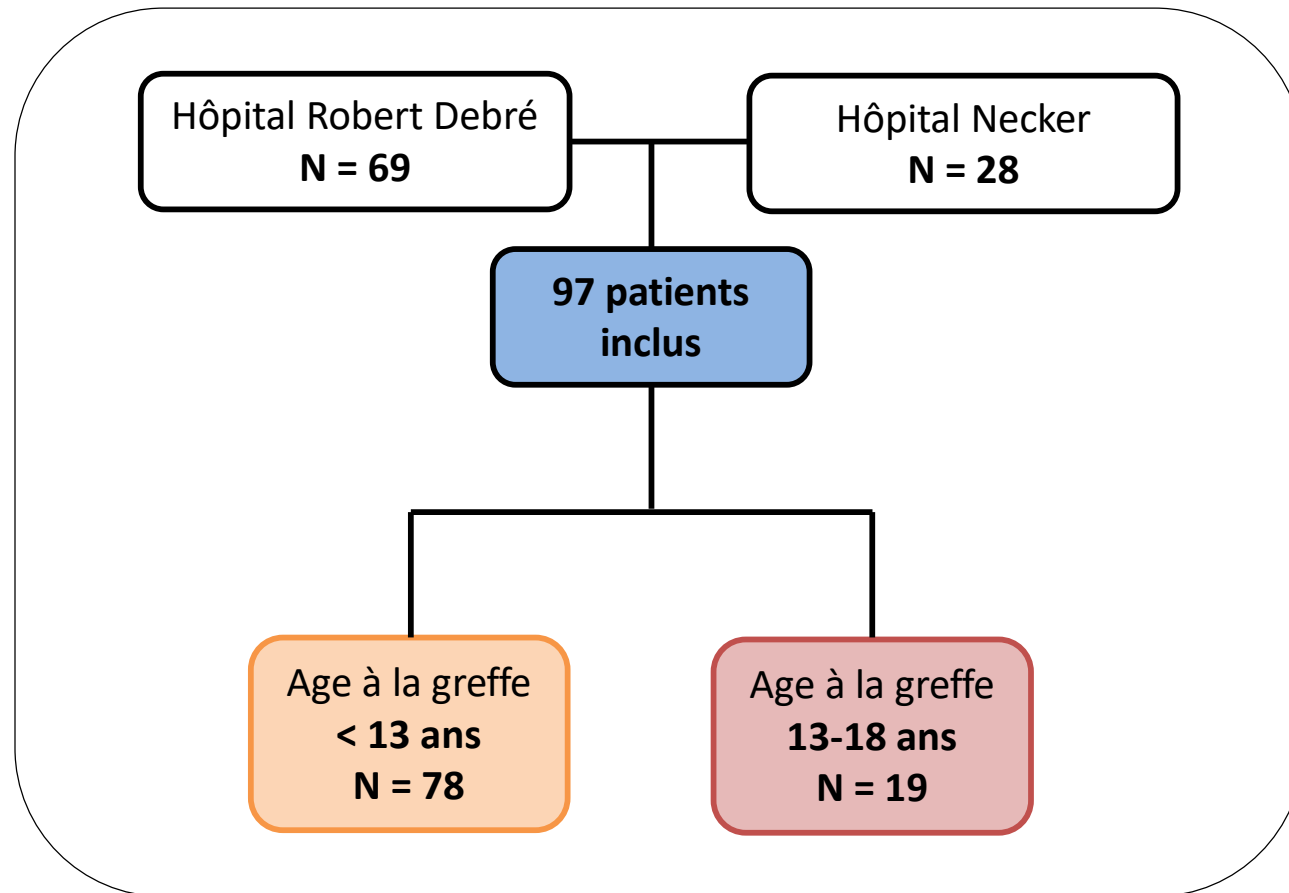 Hôpital Robert Debré
N = 69
Hôpital Necker
N = 28
97 patients
inclus
Age à la greffe
< 13 ans
N = 78
Age à la greffe
13-18 ans
N = 19